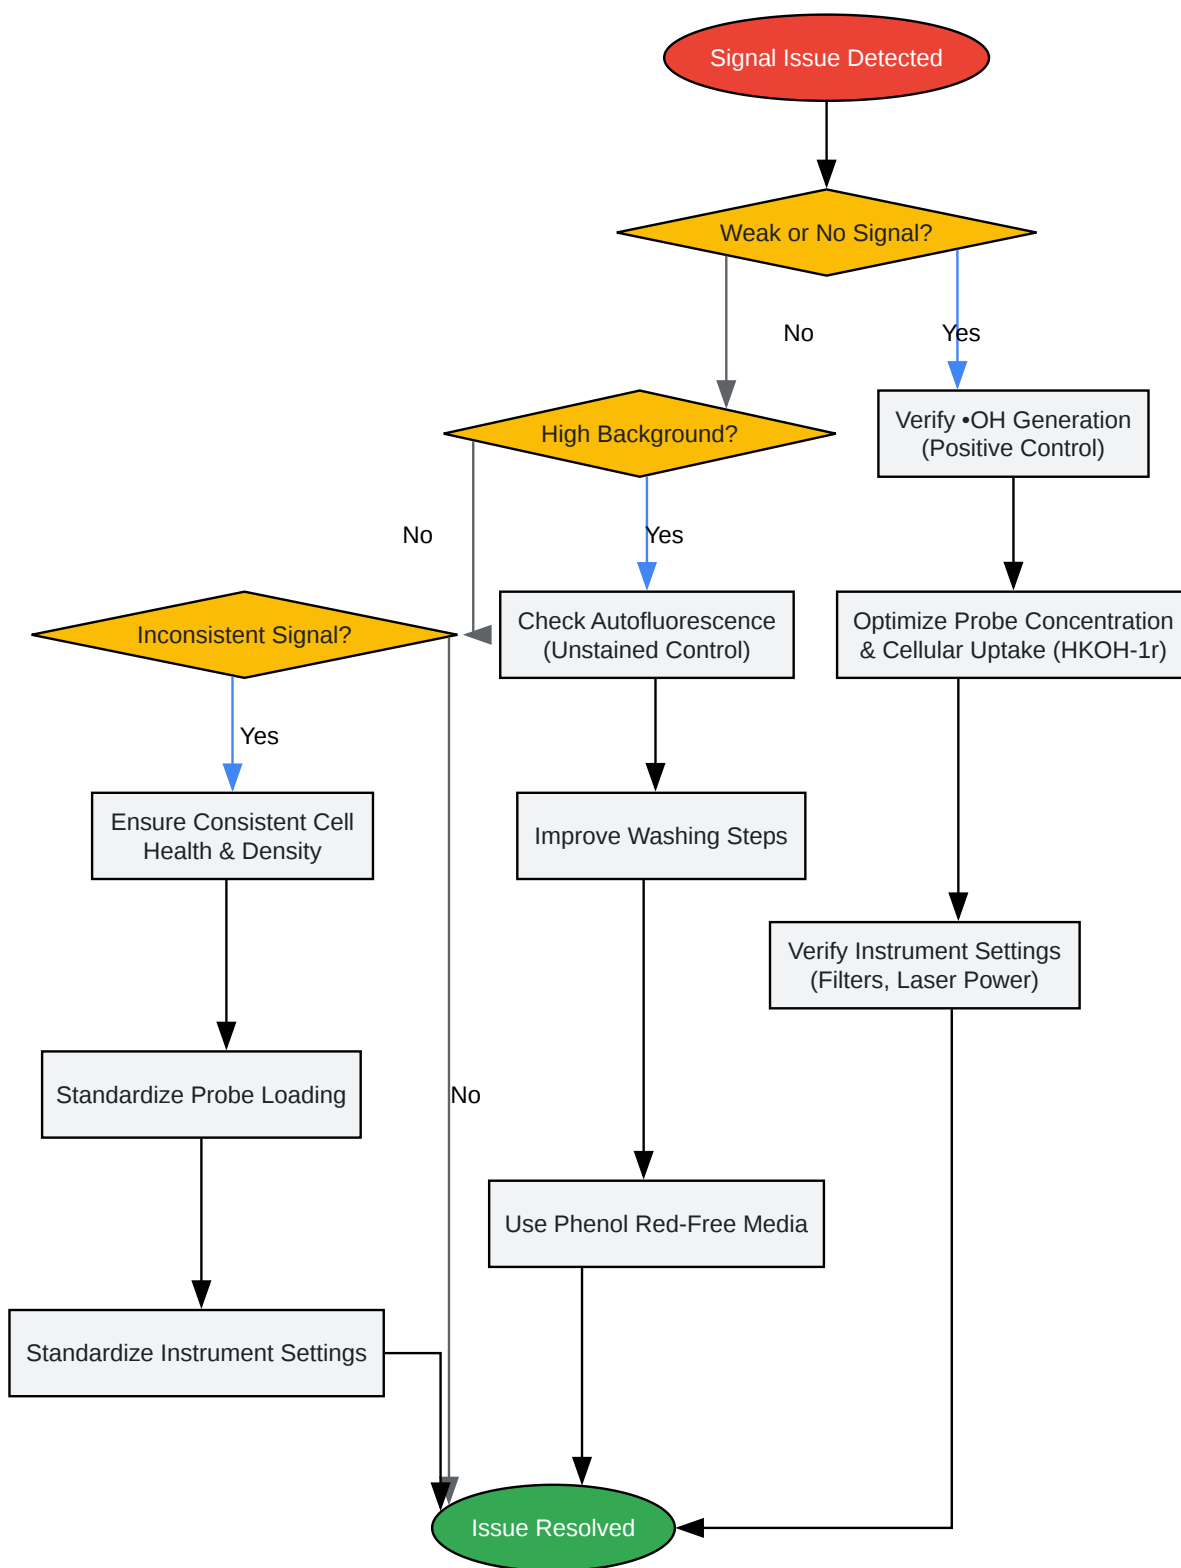 Signal Issue Detected
Weak or No Signal?
No
Yes
High Background?
Verify •OH Generation
(Positive Control)
No
Yes
Inconsistent Signal?
Check Autofluorescence
(Unstained Control)
Optimize Probe Concentration
& Cellular Uptake (HKOH-1r)
Yes
Ensure Consistent Cell
Health & Density
Improve Washing Steps
Verify Instrument Settings
(Filters, Laser Power)
Standardize Probe Loading
No
Use Phenol Red-Free Media
Standardize Instrument Settings
Issue Resolved